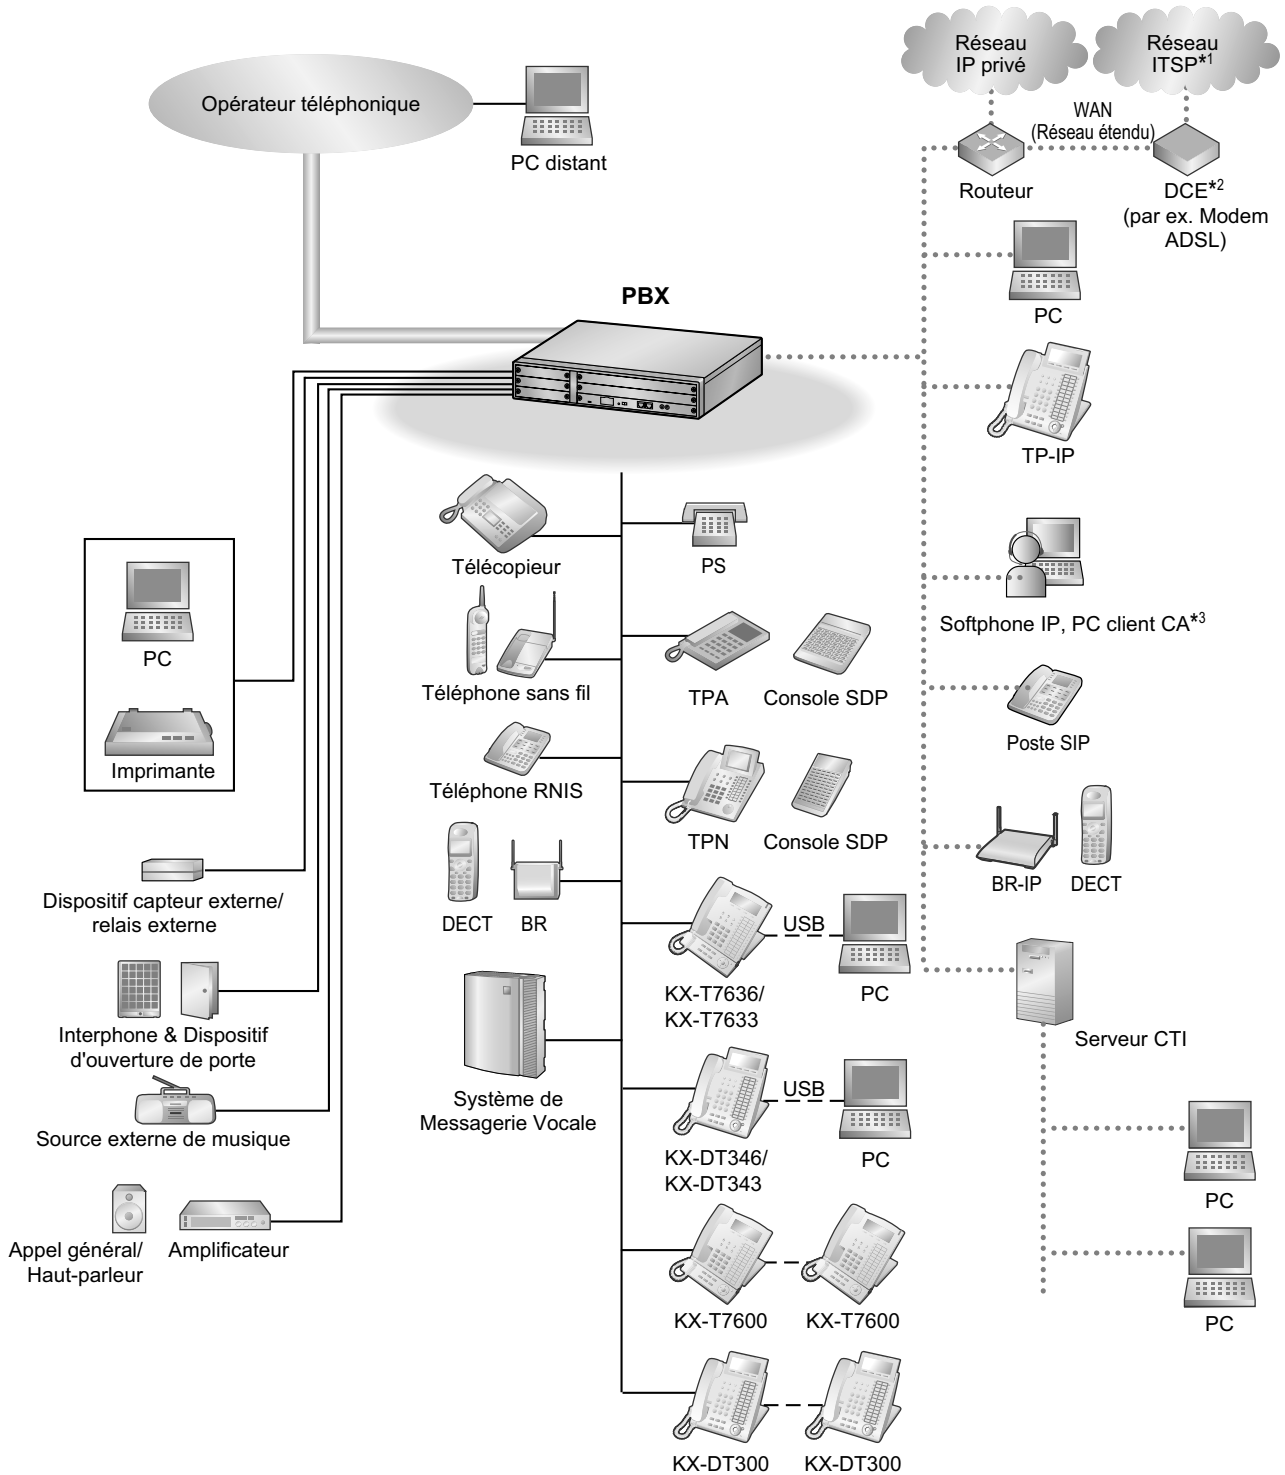 Opérateur téléphonique
PC distant
Réseau
IP privé
Réseau
ITSP*1
WAN
(Réseau étendu)
Routeur
DCE*2
(par ex. Modem
ADSL)
PC
PBX
TP-IP
Télécopieur
PS
Softphone IP, PC client CA*3
PC
Imprimante
Téléphone sans fil
TPA
Console SDP
Poste SIP
Téléphone RNIS
TPN
Console SDP
DECT
BR
BR-IP
DECT
Dispositif capteur externe/
relais externe
USB
KX-T7636/
KX-T7633
PC
Interphone & Dispositif
d'ouverture de porte
Serveur CTI
Système de
Messagerie Vocale
USB
Source externe de musique
KX-DT346/
KX-DT343
PC
PC
Appel général/
Haut-parleur
Amplificateur
KX-T7600
KX-T7600
PC
KX-DT300
KX-DT300